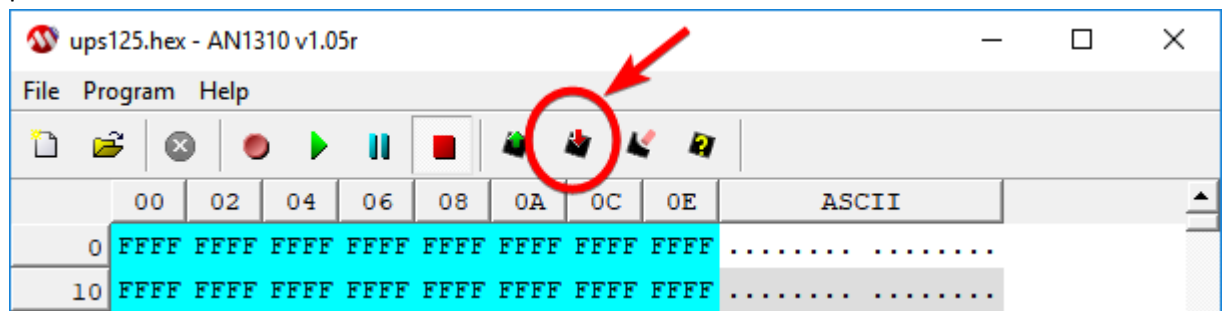 ups125.hex - AN1310 v1.05r
File Program Help
00 02 04 06 08 0A 0C 0E ASCII
0 FFFF FFFF FFFF FFFF FFFF FFFF FFFF FFFF ........ ........
10 FFFF FFFF FFFF FFFF FFFF FFFF FFFF FFFF ........ ........